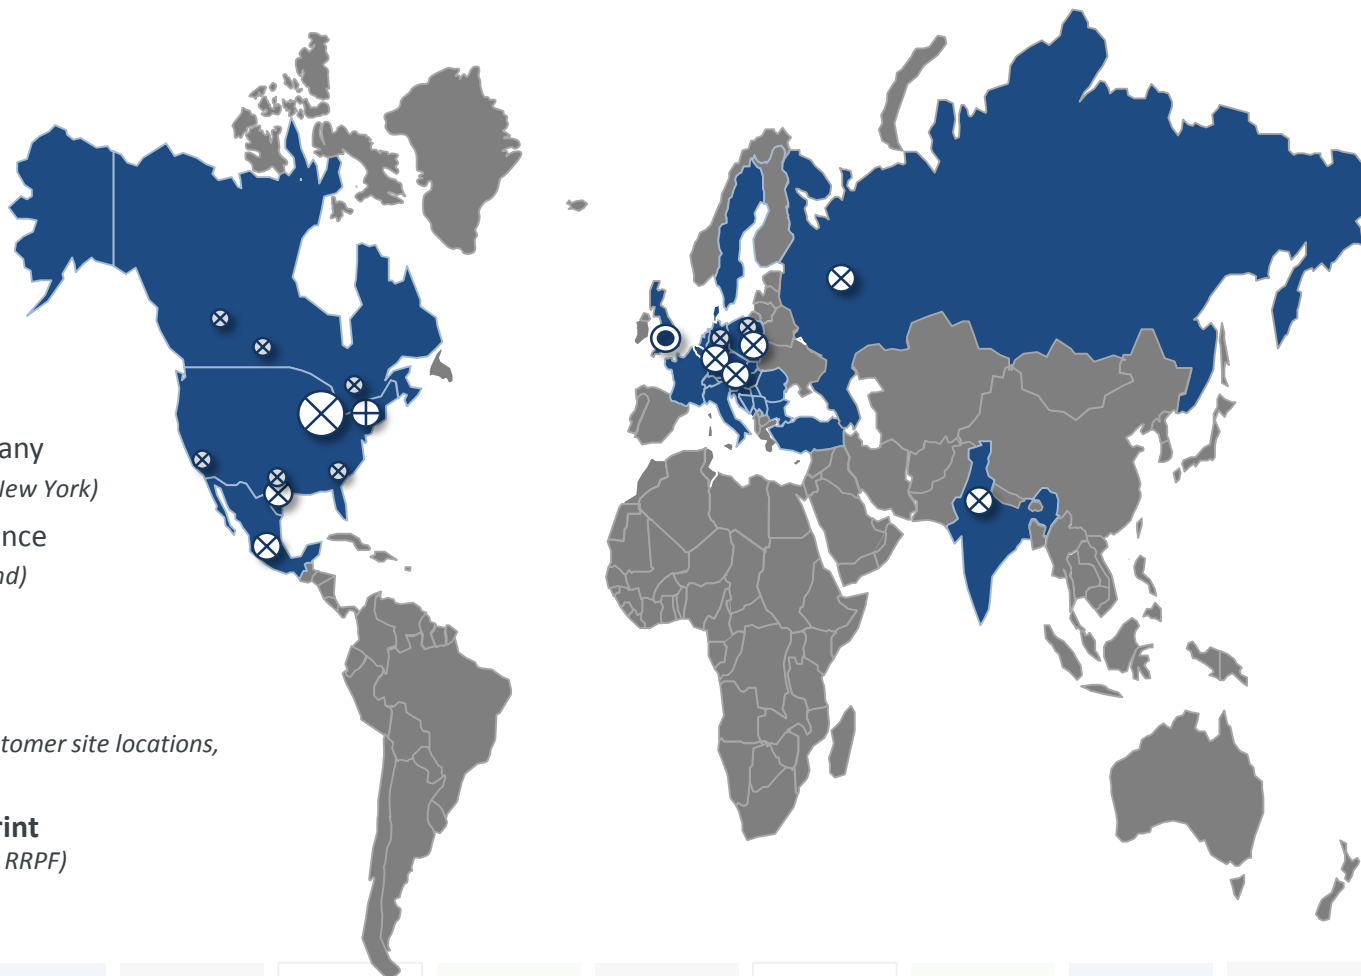 any
New York)
nce
nd)
tomer site locations,
rint
RRPF)